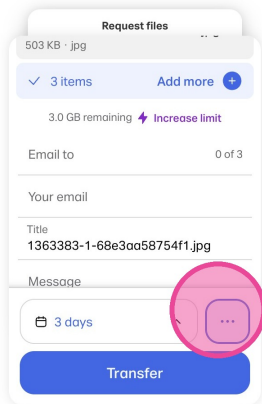 Request files
503 KB · jpg
3 items
Add more
3.0 GB remaining Increase limit
Email to 0 of 3
Your email
Title
1363383-1-68e3aa58754f1.jpg
Message
3 days
Transfer